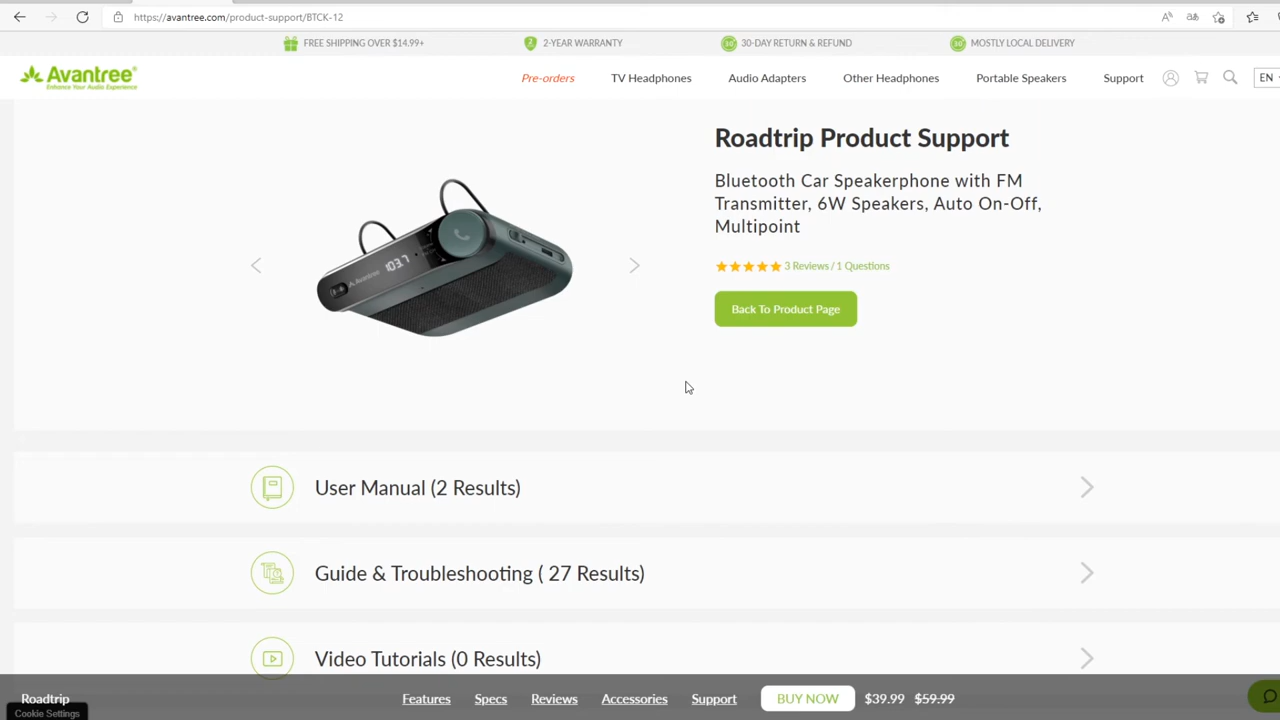 https://avantree.com/product-support/BTCK-12
FREE SHIPPING OVER $14.99+
2-YEAR WARRANTY
30-DAY RETURN & REFUND
MOSTLY LOCAL DELIVERY
Avantree®
Enhance Your Audio Experience
Pre-orders
TV Headphones
Audio Adapters
Other Headphones
Portable Speakers
Support
EN
Roadtrip Product Support
Bluetooth Car Speakerphone with FM
Transmitter, 6W Speakers, Auto On-Off,
Multipoint
3 Reviews / 1 Questions
Back To Product Page
103.7
Avantree
User Manual (2 Results)
Guide & Troubleshooting ( 27 Results)
Video Tutorials (0 Results)
Roadtrip
Features
Specs
Reviews
Accessories
Support
BUY NOW
$39.99
$59.99
Cookie Settings